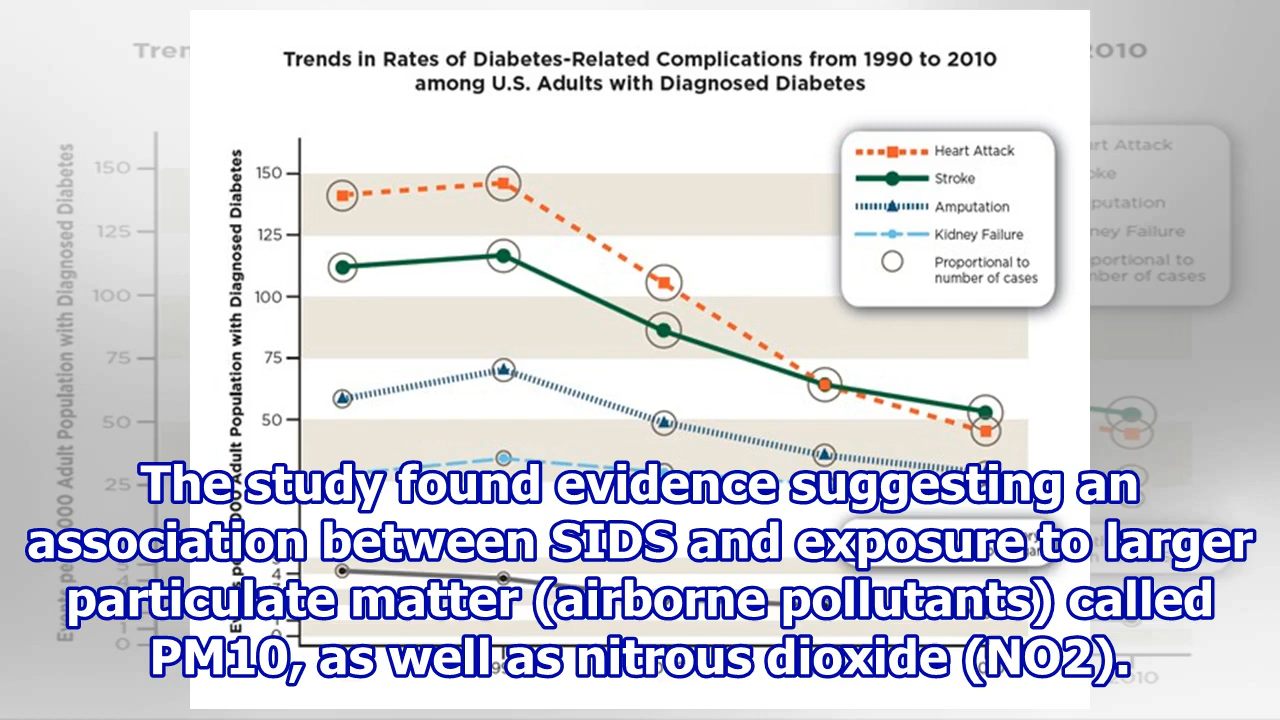 Trends in Rates of Diabetes-Related Complications from 1990 to 2010
among U.S. Adults with Diagnosed Diabetes
Adult Population with Diagnosed Diabetes
150
125
100
75
50
25
4
Heart Attack
Stroke
Amputation
Kidney Failure
Proportional to
number of cases
The study found evidence suggesting an
association between SIDS and exposure to larger
particulate matter (airborne pollutants) called
PM10, as well as nitrous dioxide (NO2).